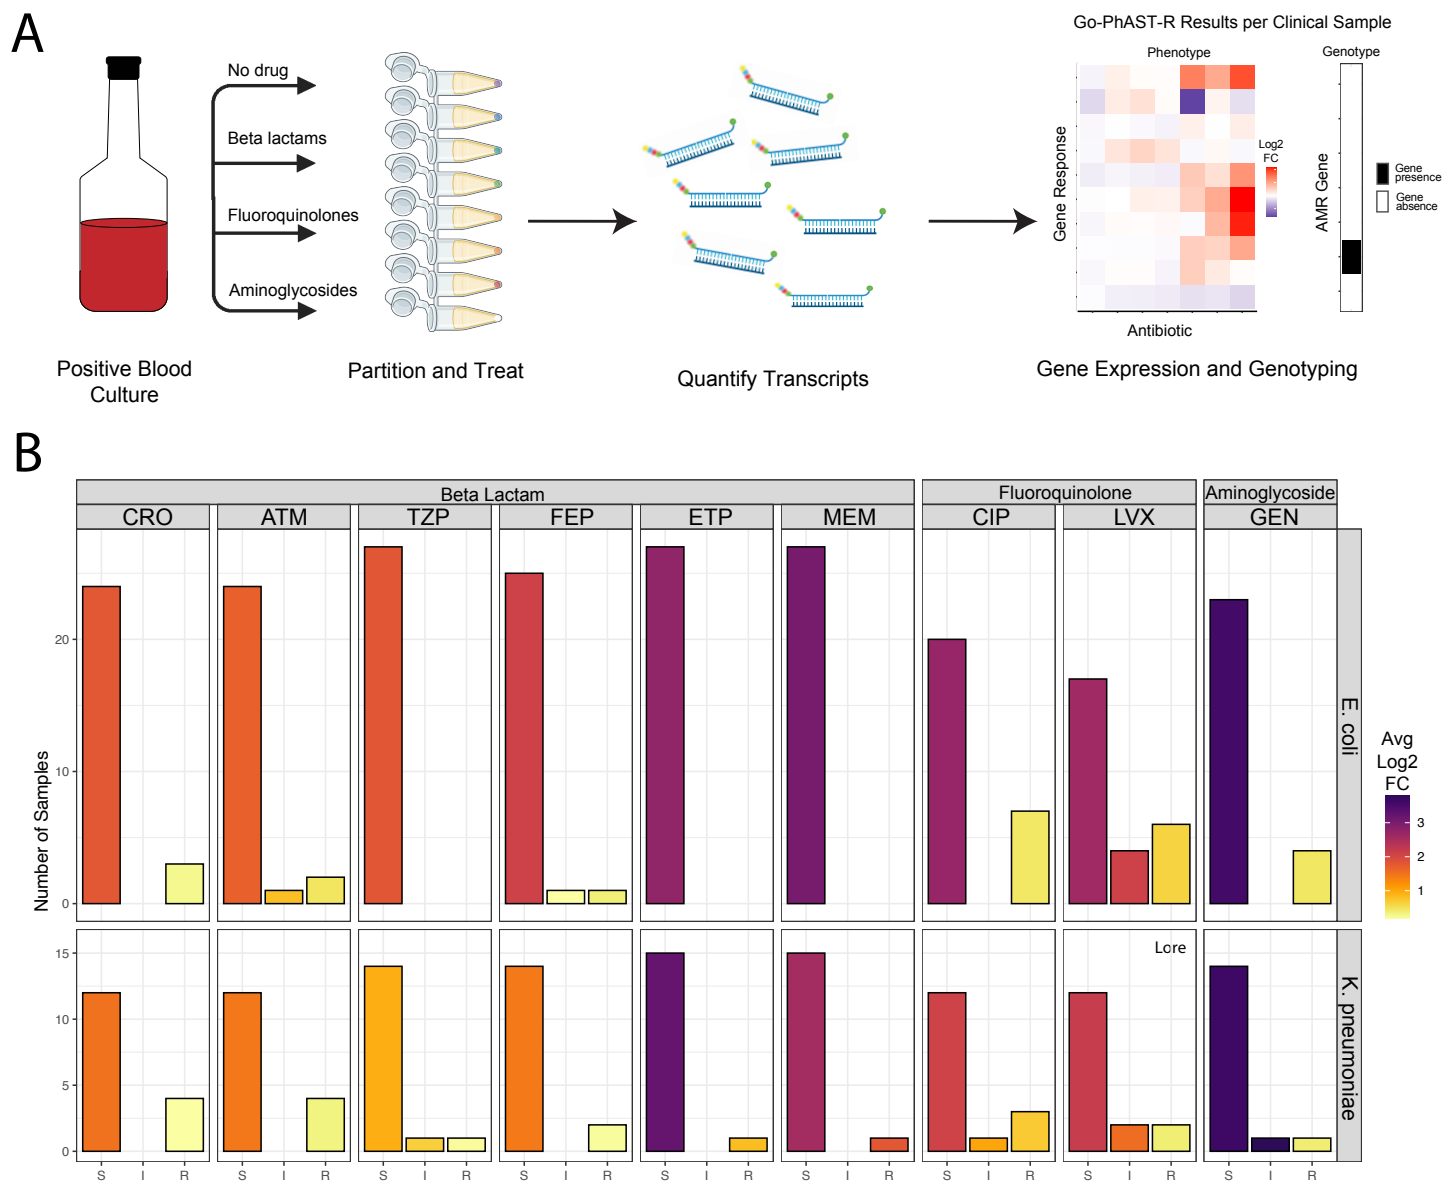 A
Go-PhAST-R Results per Clinical Sample
No drug
Beta lactams
Fluoroquinolones
Aminoglycosides
Phenotype
Genotype
Gene Response
Log2
FC
AMR Gene
Gene
presence
Gene
absence
Antibiotic
Positive Blood
Culture
Partition and Treat
Quantify Transcripts
Gene Expression and Genotyping
B
Beta Lactam
Fluoroquinolone
Aminoglycoside
CRO
ATM
TZP
FEP
ETP
MEM
CIP
LVX
GEN
Number of Samples
20
10
0
E. coli
15
10
5
0
Lore
K. pneumoniae
S I R
S I R
S I R
S I R
S I R
S I R
S I R
S I R
S I R
Avg
Log2
FC
3
2
1